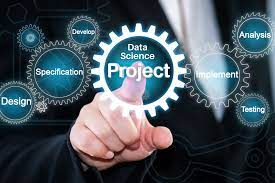 Develop
Data
Science
Project
Analysis
Specification
Implement
Design
Testing